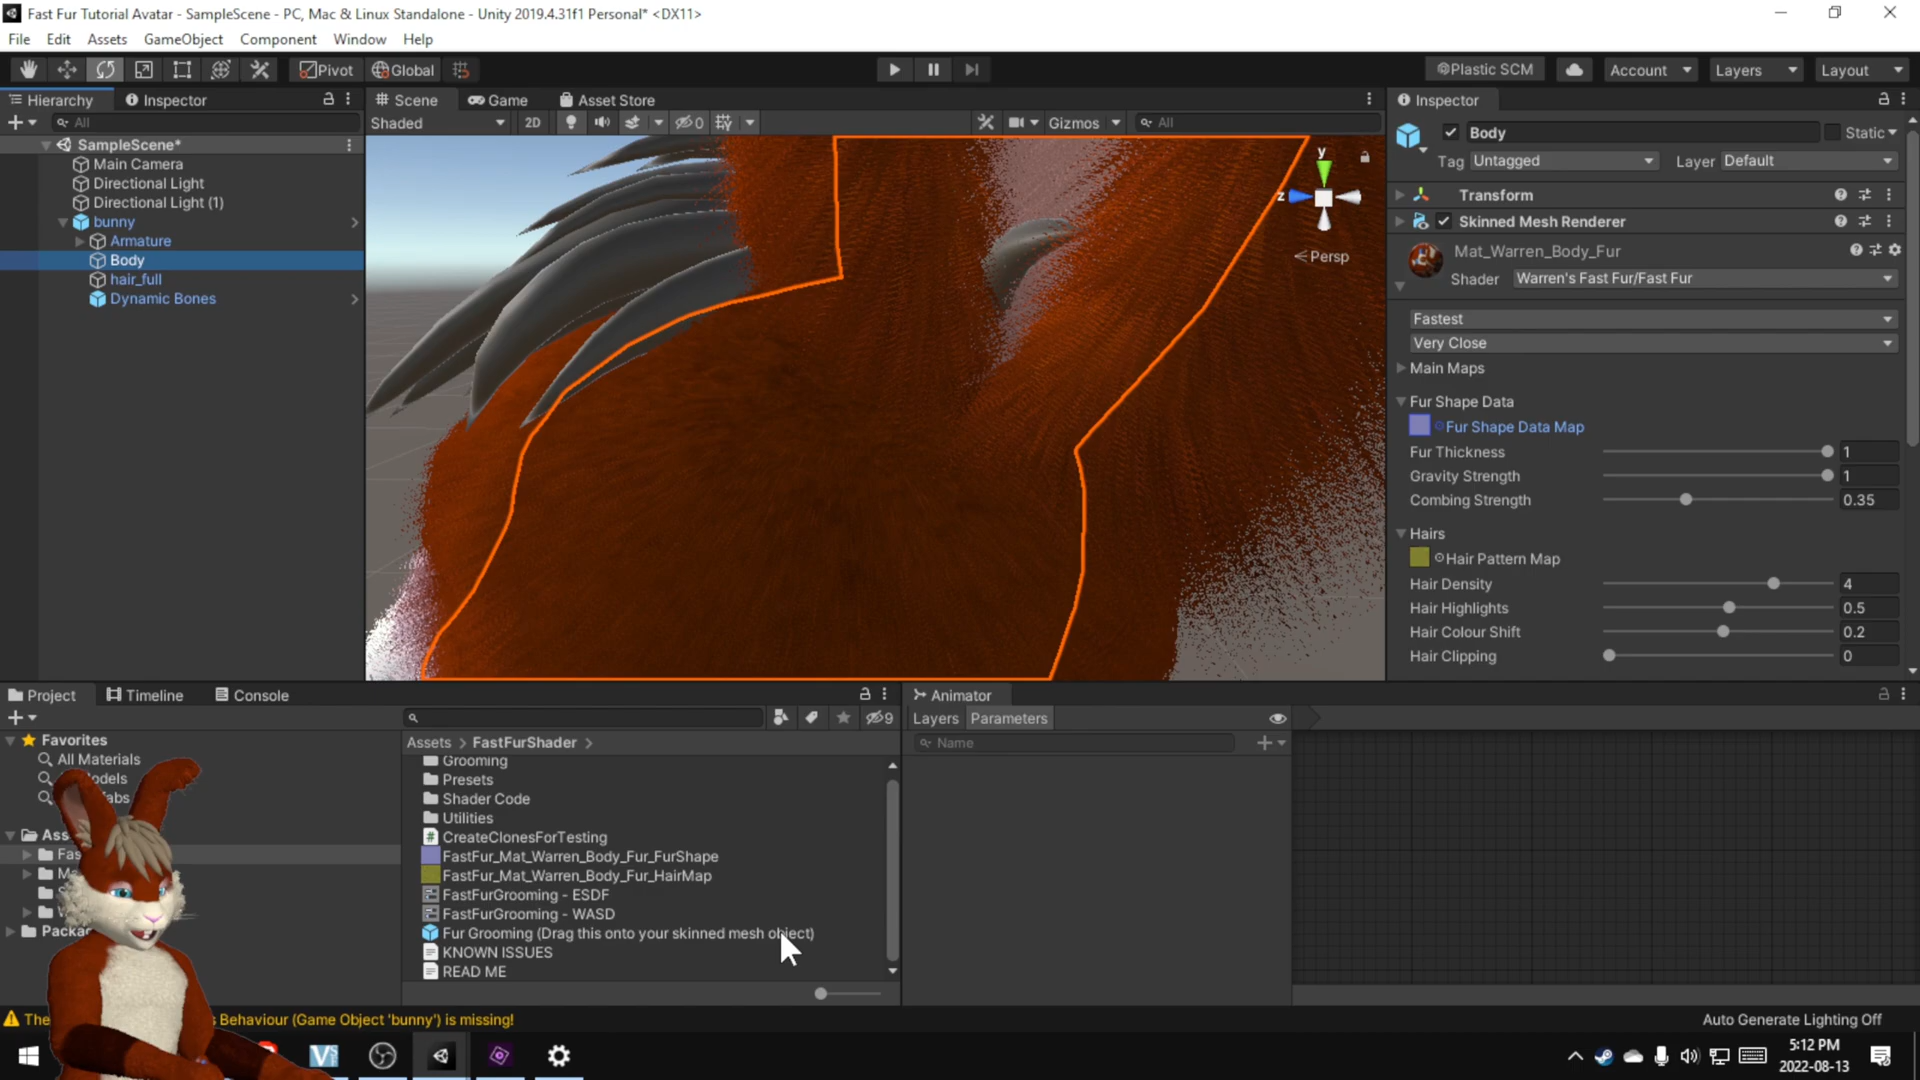 Fast Fur Tutorial Avatar - SampleScene - PC, Mac & Linux Standalone - Unity 2019.4.31f1 Personal* <DX11>
File Edit Assets GameObject Component Window Help
Pivot Global Plastic SCM Account Layers Layout
Hierarchy Inspector Scene Game Asset Store Inspector
All Shaded 2D 0 Gizmos All
Body Static
Tag Untagged Layer Default
SampleScene*
Main Camera
Directional Light
Directional Light (1)
bunny
Armature
Body
hair_full
Dynamic Bones
y
z
Persp
Transform
Skinned Mesh Renderer
Mat_Warren_Body_Fur
Shader Warren's Fast Fur/Fast Fur
Fastest
Very Close
Main Maps
Fur Shape Data
Fur Shape Data Map
Fur Thickness 1
Gravity Strength 1
Combing Strength 0.35
Hairs
Hair Pattern Map
Hair Density 4
Hair Highlights 0.5
Hair Colour Shift 0.2
Hair Clipping 0
Project Timeline Console
9
Favorites
All Materials
Assets > FastFurShader >
Grooming
Presets
Shader Code
Utilities
CreateClonesForTesting
FastFur_Mat_Warren_Body_Fur_FurShape
FastFur_Mat_Warren_Body_Fur_HairMap
FastFurGrooming - ESDF
FastFurGrooming - WASD
Fur Grooming (Drag this onto your skinned mesh object)
KNOWN ISSUES
READ ME
Animator
Layers Parameters
Name
Behaviour (Game Object 'bunny') is missing!
Auto Generate Lighting Off
5:12 PM
2022-08-13